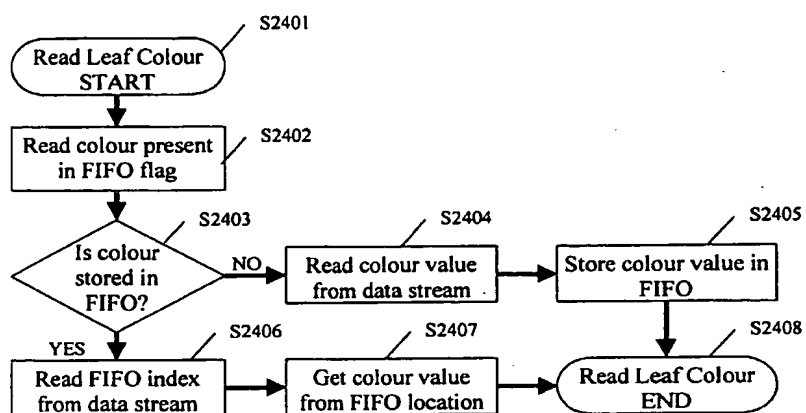 S2401
Read Leaf Colour
START
S2402
Read colour present
in FIFO flag
S2403
Is colour
stored in
FIFO?
NO
S2404
Read colour value
from data stream
S2405
Store colour value in
FIFO
YES
S2406
Read FIFO index
from data stream
S2407
Get colour value
from FIFO location
S2408
Read Leaf Colour
END